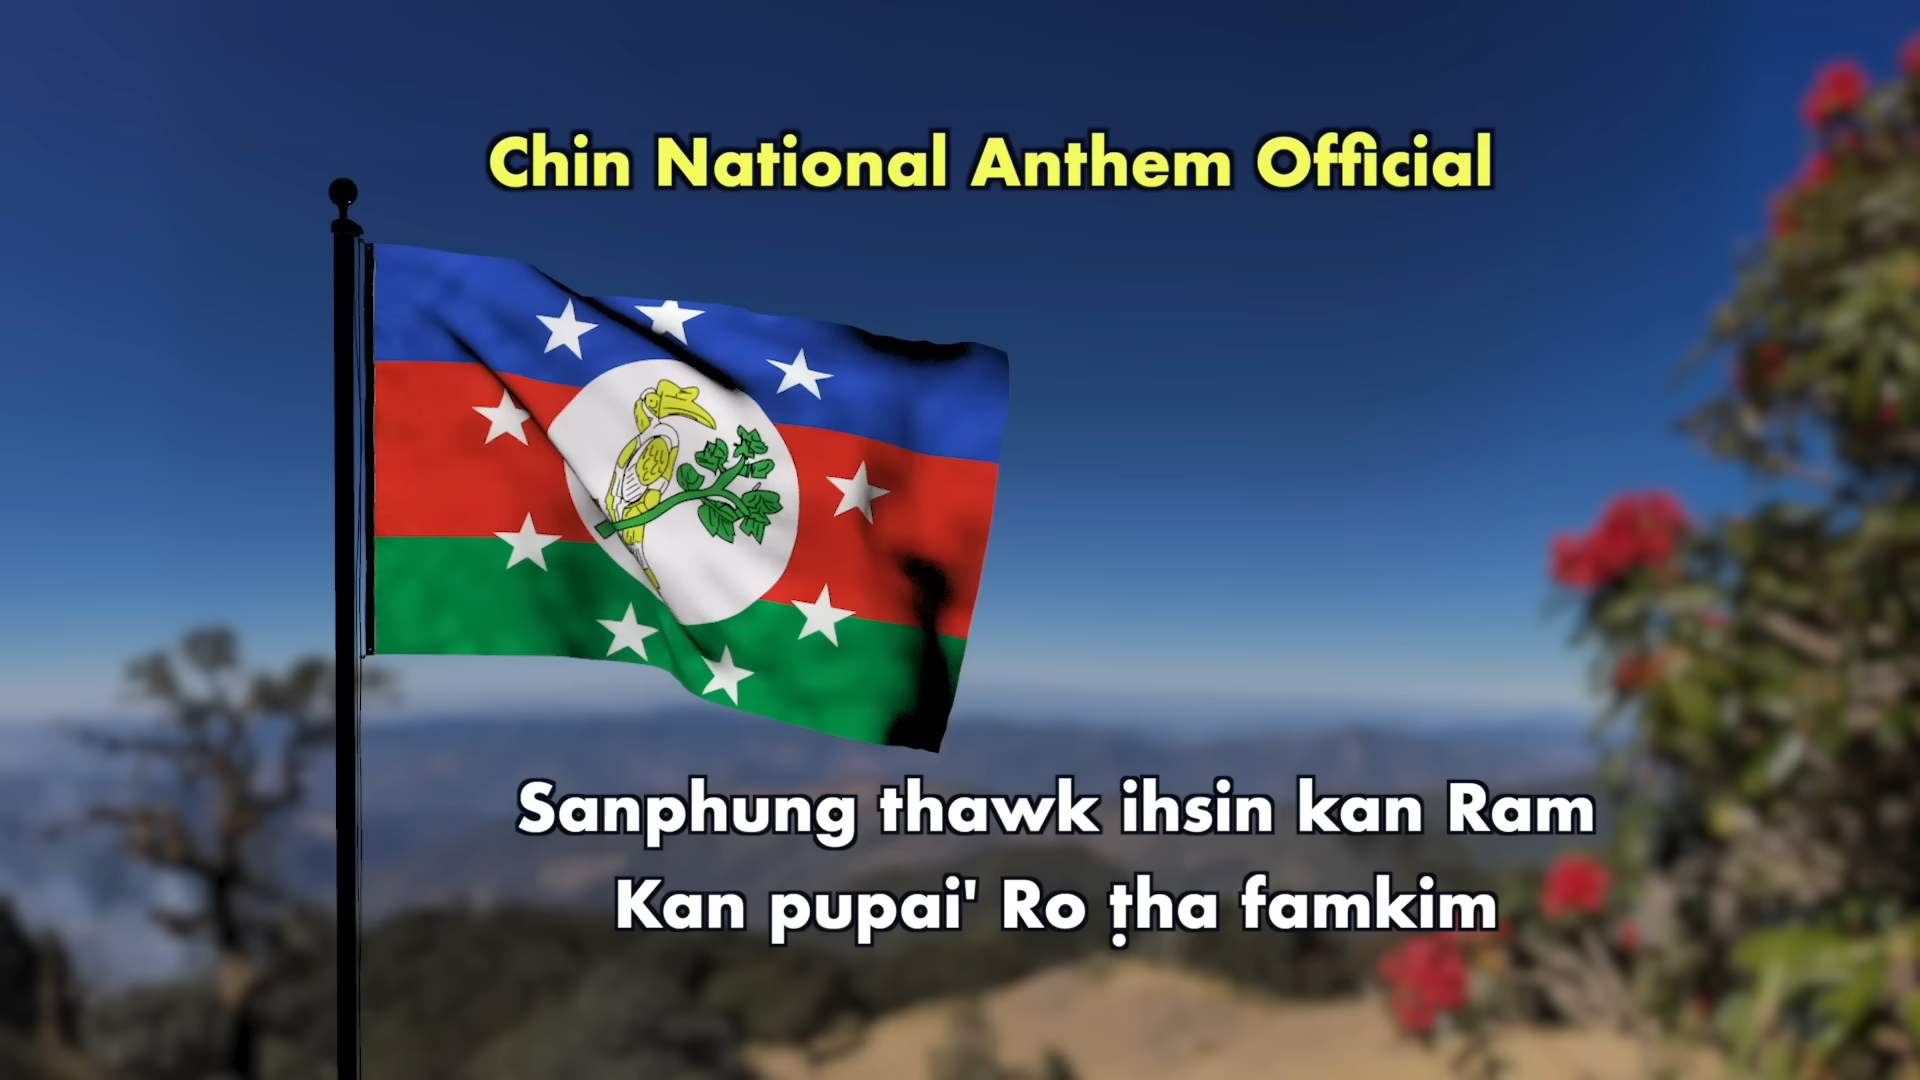 Chin National Anthem Official
Sanphung thawk ihsin kan Ram
Kan pupai' Ro ṭha famkim